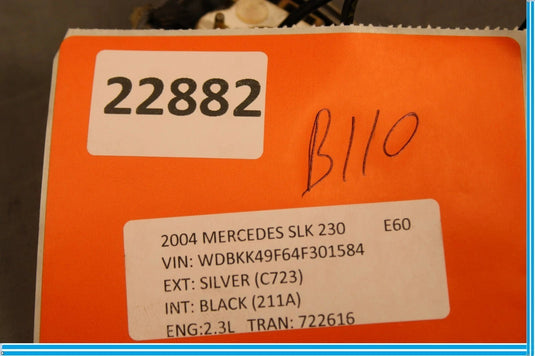 22882
B110
2004 MERCEDES SLK 230 E60
VIN: WDBKK49F64F301584
EXT: SILVER (C723)
INT: BLACK (211A)
ENG:2.3L TRAN: 722616